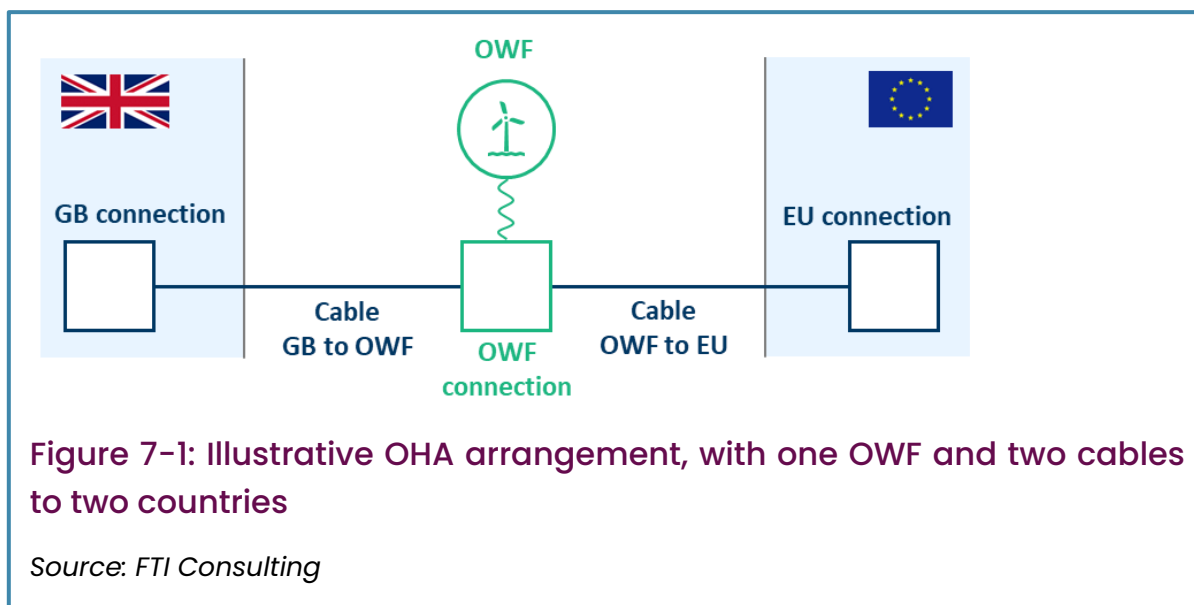 OWF
GB connection
EU connection
Cable
GB to OWF
OWF
connection
Cable
OWF to EU
Figure 7-1: Illustrative OHA arrangement, with one OWF and two cables
to two countries
Source: FTI Consulting